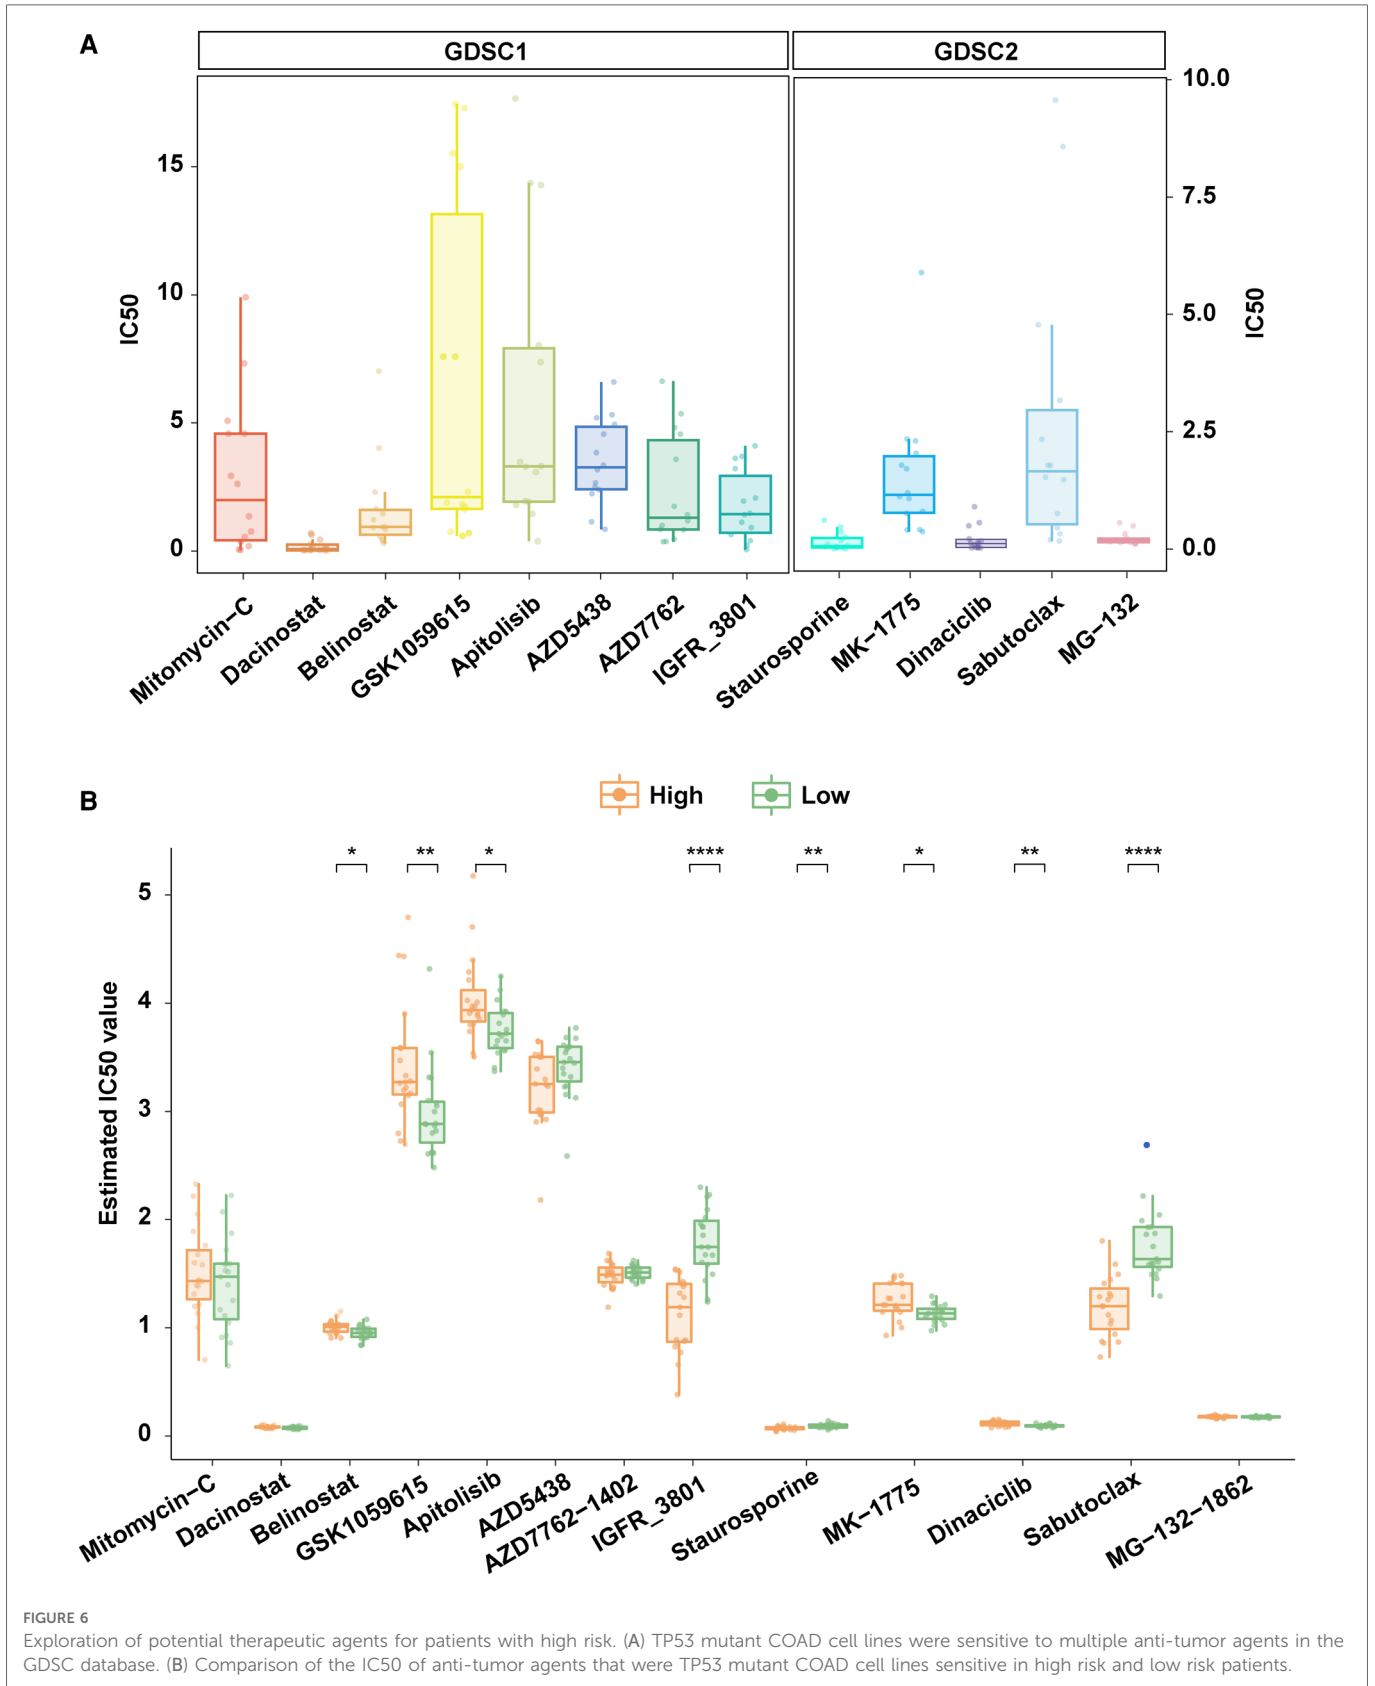 A
GDSC1
GDSC2
IC50
15
10
5
0
10.0
7.5
5.0
2.5
0.0
IC50
Mitomycin−C
Dacinostat
Belinostat
GSK1059615
Apitolisib
AZD5438
AZD7762
IGFR_3801
Staurosporine
MK−1775
Dinaciclib
Sabutoclax
MG−132
B
High
Low
* ** * **** ** * ** ****
Estimated IC50 value
5
4
3
2
1
0
Mitomycin−C
Dacinostat
Belinostat
GSK1059615
Apitolisib
AZD5438
AZD7762−1402
IGFR_3801
Staurosporine
MK−1775
Dinaciclib
Sabutoclax
MG−132−1862
FIGURE 6
Exploration of potential therapeutic agents for patients with high risk. (A) TP53 mutant COAD cell lines were sensitive to multiple anti-tumor agents in the
GDSC database. (B) Comparison of the IC50 of anti-tumor agents that were TP53 mutant COAD cell lines sensitive in high risk and low risk patients.